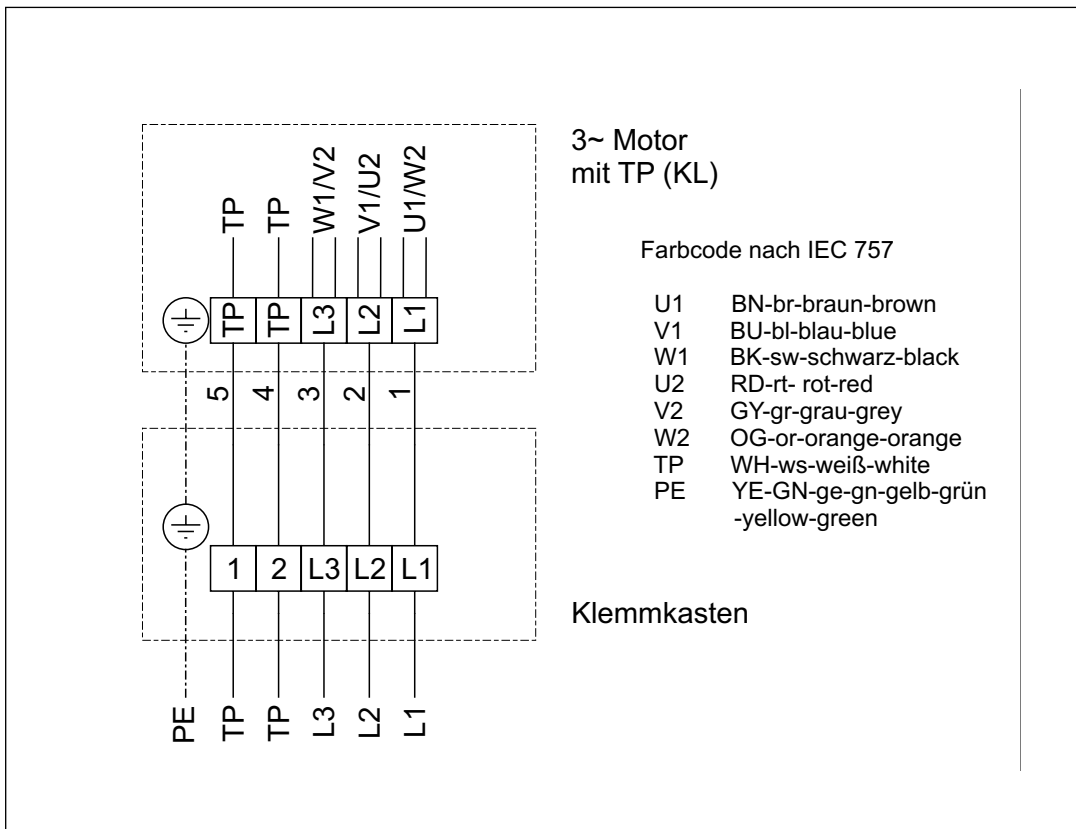 3~ Motor
mit TP (KL)
TP TP W1/V2 V1/U2 U1/W2
TP TP L3 L2 L1
5 4 3 2 1
Farbcode nach IEC 757
U1 BN-br-braun-brown
V1 BU-bl-blau-blue
W1 BK-sw-schwarz-black
U2 RD-rt- rot-red
V2 GY-gr-grau-grey
W2 OG-or-orange-orange
TP WH-ws-weiß-white
PE YE-GN-ge-gn-gelb-grün
-yellow-green
1 2 L3 L2 L1
Klemmkasten
PE TP TP L3 L2 L1